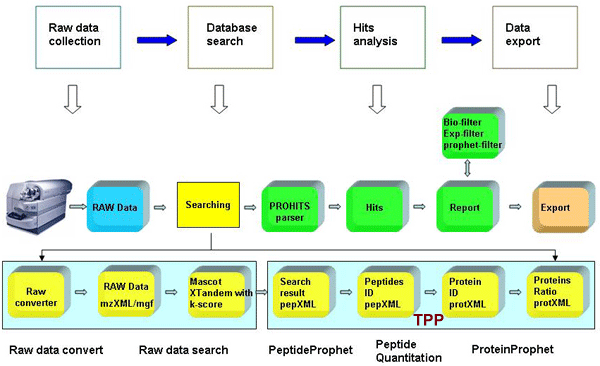 Raw data
collection
Database
search
Hits
analysis
Data
export
Bio-filter
Exp-filter
prophet-filter
RAW Data
Searching
PROHITS
parser
Hits
Report
Export
Raw
converter
RAW Data
mzXML/mgf
Mascot
XTandem with
k-score
Search
result
pepXML
Peptides
ID
pepXML
Protein
ID
protXML
Proteins
Ratio
protXML
TPP
Raw data convert
Raw data search
PeptideProphet
Peptide
Quantitation
ProteinProphet